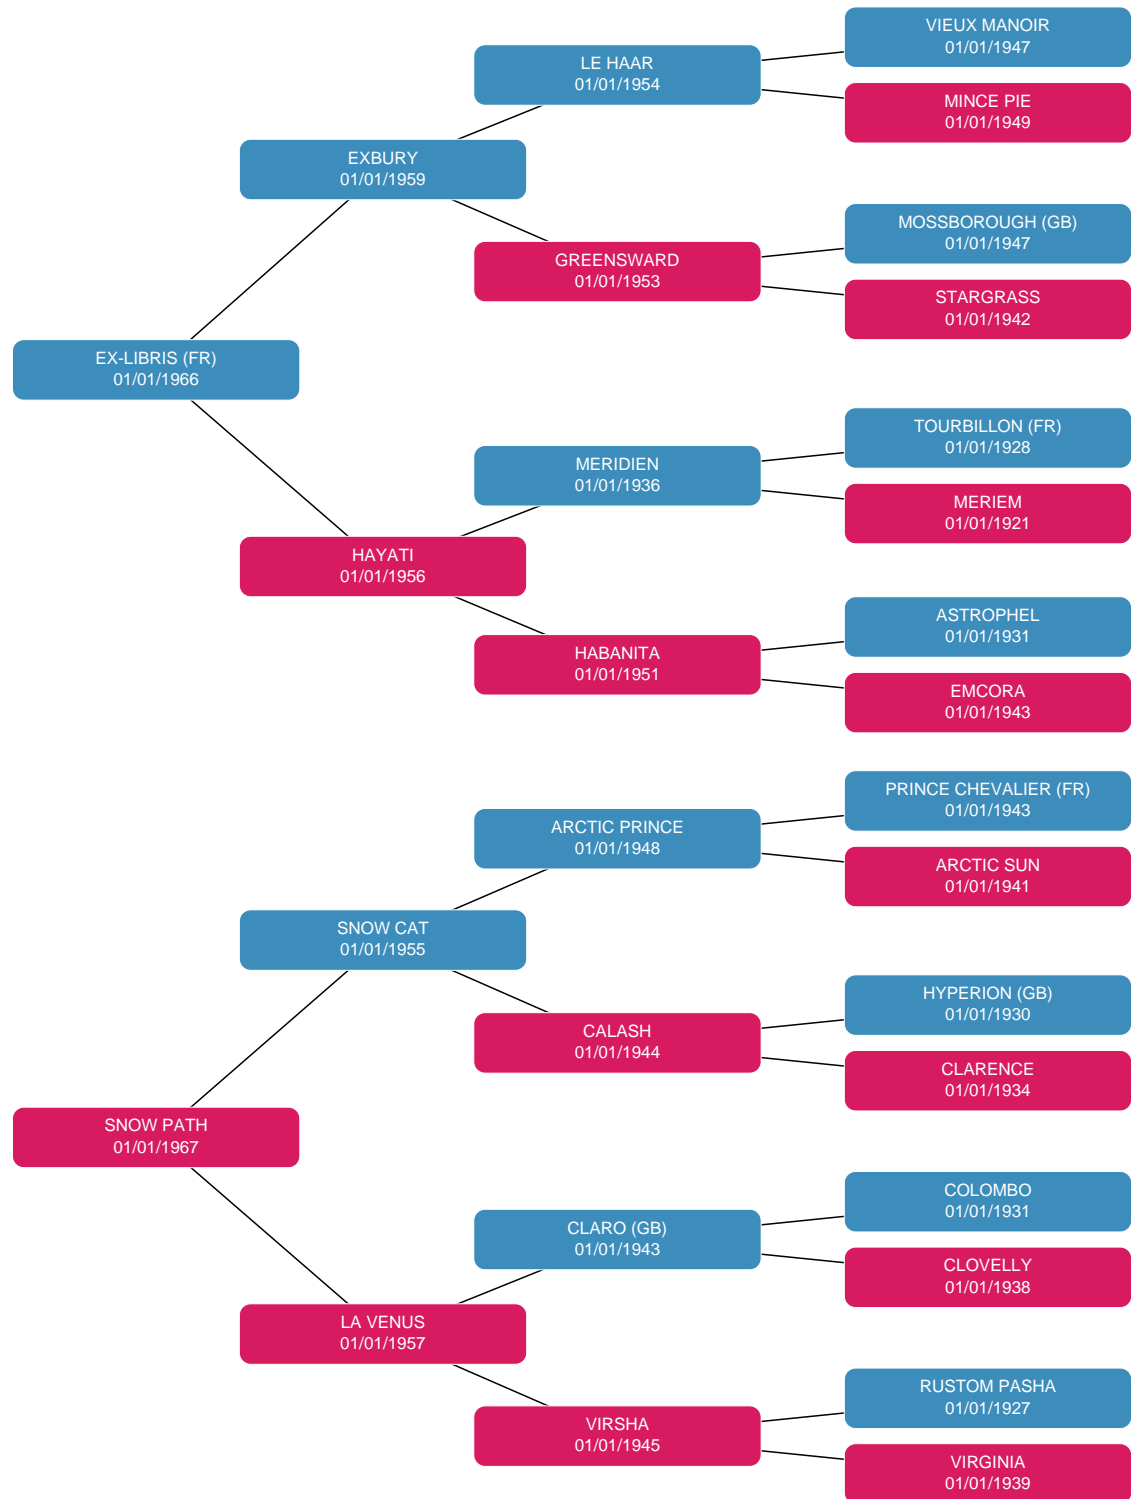 VIEUX MANOIR
01/01/1947
LE HAAR
01/01/1954
MINCE PIE
01/01/1949
EXBURY
01/01/1959
MOSSBOROUGH (GB)
01/01/1947
GREENSWARD
01/01/1953
STARGRASS
01/01/1942
EX-LIBRIS (FR)
01/01/1966
TOURBILLON (FR)
01/01/1928
MERIDIEN
01/01/1936
MERIEM
01/01/1921
HAYATI
01/01/1956
ASTROPHEL
01/01/1931
HABANITA
01/01/1951
EMCORA
01/01/1943
PRINCE CHEVALIER (FR)
01/01/1943
ARCTIC PRINCE
01/01/1948
ARCTIC SUN
01/01/1941
SNOW CAT
01/01/1955
HYPERION (GB)
01/01/1930
CALASH
01/01/1944
CLARENCE
01/01/1934
SNOW PATH
01/01/1967
COLOMBO
01/01/1931
CLARO (GB)
01/01/1943
CLOVELLY
01/01/1938
LA VENUS
01/01/1957
RUSTOM PASHA
01/01/1927
VIRSHA
01/01/1945
VIRGINIA
01/01/1939